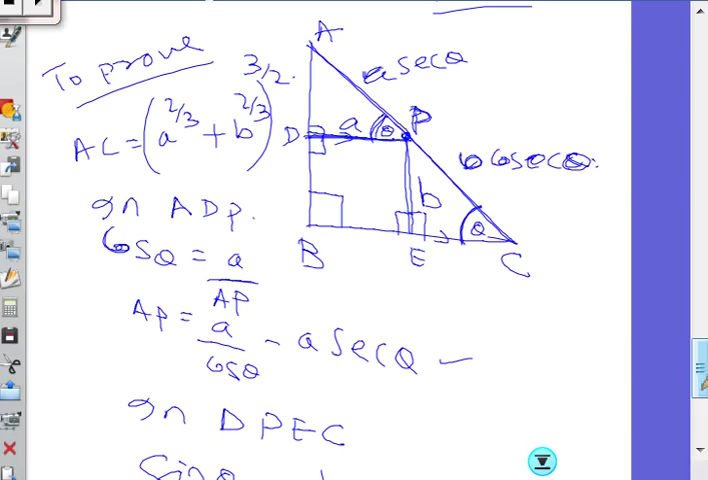 To prove
AC = (a^2/3 + b^2/3)^3/2.
A
a secθ
D
a
θ
P
b cosecθ.
b
θ
B
E
C
In ADP.
cosθ = a/AP
AP = a/cosθ - a secθ -
In DPEC
Sinθ